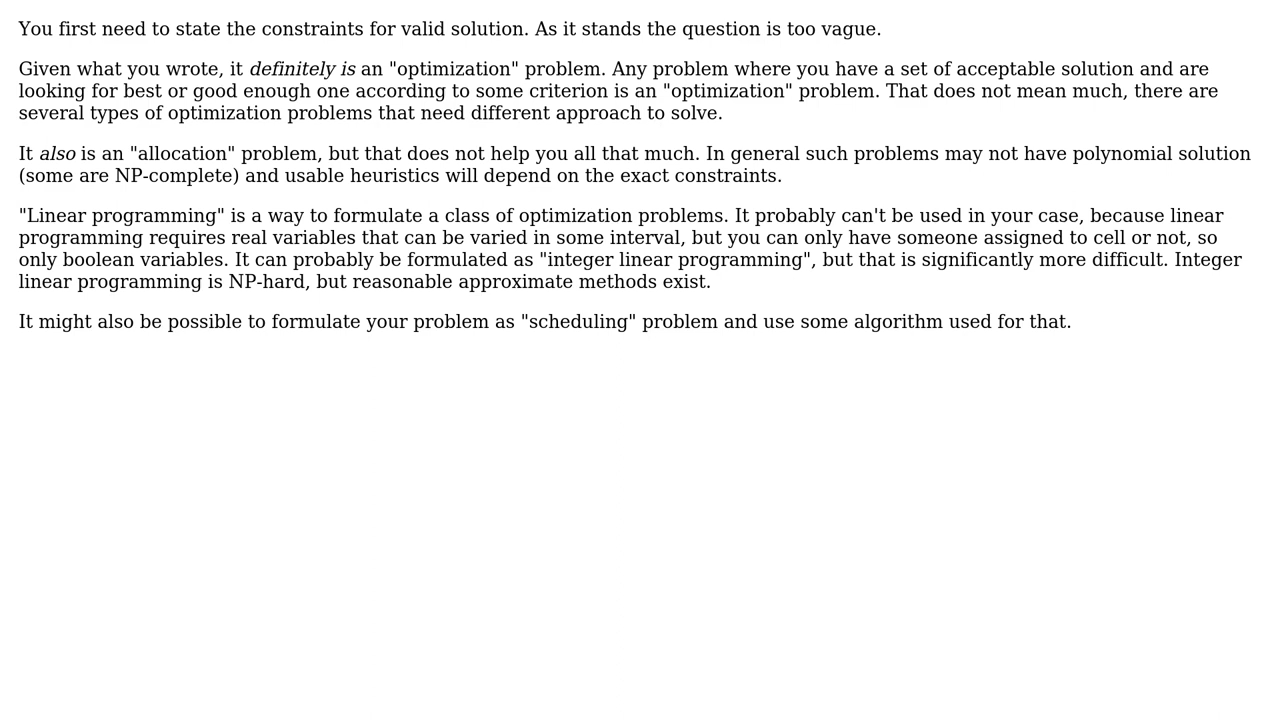 You first need to state the constraints for valid solution. As it stands the question is too vague.
Given what you wrote, it definitely is an "optimization" problem. Any problem where you have a set of acceptable solution and are
looking for best or good enough one according to some criterion is an "optimization" problem. That does not mean much, there are
several types of optimization problems that need different approach to solve.
It also is an "allocation" problem, but that does not help you all that much. In general such problems may not have polynomial solution
(some are NP-complete) and usable heuristics will depend on the exact constraints.
"Linear programming" is a way to formulate a class of optimization problems. It probably can't be used in your case, because linear
programming requires real variables that can be varied in some interval, but you can only have someone assigned to cell or not, so
only boolean variables. It can probably be formulated as "integer linear programming", but that is significantly more difficult. Integer
linear programming is NP-hard, but reasonable approximate methods exist.
It might also be possible to formulate your problem as "scheduling" problem and use some algorithm used for that.